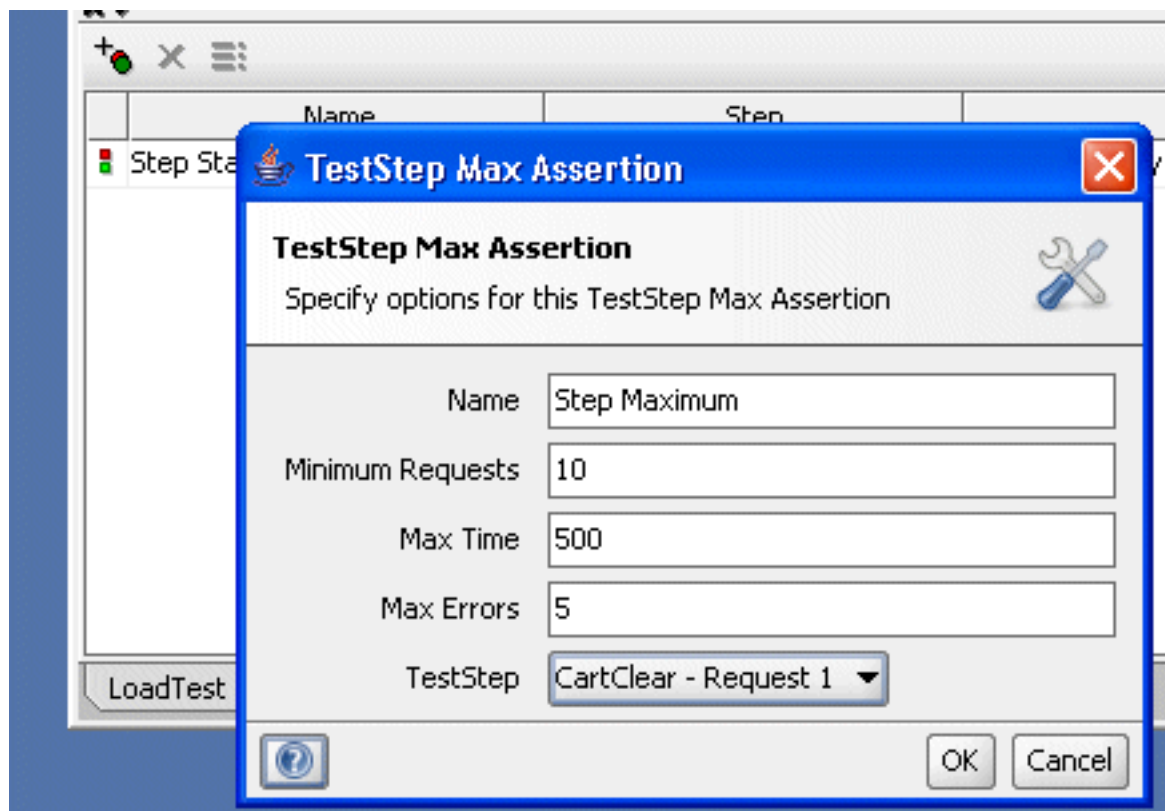 Name Step
Step Sta
TestStep Max Assertion
TestStep Max Assertion
Specify options for this TestStep Max Assertion
Name Step Maximum
Minimum Requests 10
Max Time 500
Max Errors 5
TestStep CartClear - Request 1
LoadTest
OK Cancel